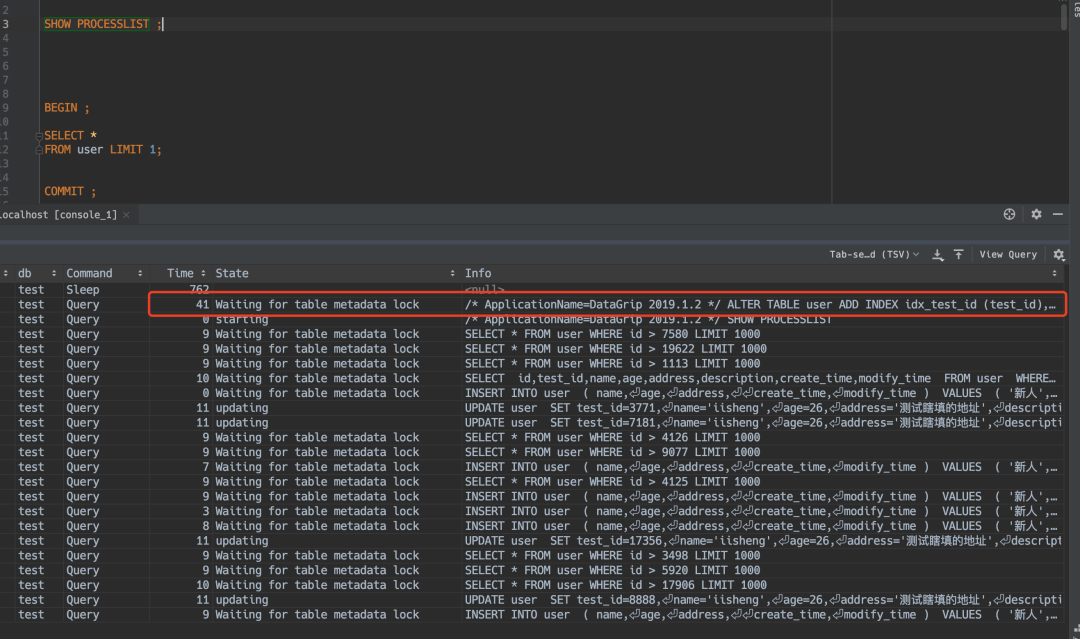 2
3 SHOW PROCESSLIST ;
4
5
6
7
8
9 BEGIN ;
0
1 SELECT *
2 FROM user LIMIT 1;
3
4
5 COMMIT ;
localhost [console_1] ×
Tab-se…d (TSV) View Query
db Command Time State Info
test Sleep 762 <null>
test Query 41 Waiting for table metadata lock /* ApplicationName=DataGrip 2019.1.2 */ ALTER TABLE user ADD INDEX idx_test_id (test_id),…
test Query 0 starting /* ApplicationName=DataGrip 2019.1.2 */ SHOW PROCESSLIST
test Query 9 Waiting for table metadata lock SELECT * FROM user WHERE id > 7580 LIMIT 1000
test Query 9 Waiting for table metadata lock SELECT * FROM user WHERE id > 19622 LIMIT 1000
test Query 9 Waiting for table metadata lock SELECT * FROM user WHERE id > 1113 LIMIT 1000
test Query 10 Waiting for table metadata lock SELECT id,test_id,name,age,address,description,create_time,modify_time FROM user WHERE…
test Query 0 Waiting for table metadata lock INSERT INTO user ( name,⏎age,⏎address,⏎⏎create_time,⏎modify_time ) VALUES ( '新人',…
test Query 11 updating UPDATE user SET test_id=3771,⏎name='iisheng',⏎age=26,⏎address='测试瞎填的地址',⏎descripti
test Query 11 updating UPDATE user SET test_id=7181,⏎name='iisheng',⏎age=26,⏎address='测试瞎填的地址',⏎descripti
test Query 9 Waiting for table metadata lock SELECT * FROM user WHERE id > 4126 LIMIT 1000
test Query 9 Waiting for table metadata lock SELECT * FROM user WHERE id > 9077 LIMIT 1000
test Query 7 Waiting for table metadata lock INSERT INTO user ( name,⏎age,⏎address,⏎⏎create_time,⏎modify_time ) VALUES ( '新人',…
test Query 9 Waiting for table metadata lock SELECT * FROM user WHERE id > 4125 LIMIT 1000
test Query 9 Waiting for table metadata lock INSERT INTO user ( name,⏎age,⏎address,⏎⏎create_time,⏎modify_time ) VALUES ( '新人',…
test Query 3 Waiting for table metadata lock INSERT INTO user ( name,⏎age,⏎address,⏎⏎create_time,⏎modify_time ) VALUES ( '新人',…
test Query 8 Waiting for table metadata lock INSERT INTO user ( name,⏎age,⏎address,⏎⏎create_time,⏎modify_time ) VALUES ( '新人',…
test Query 11 updating UPDATE user SET test_id=17356,⏎name='iisheng',⏎age=26,⏎address='测试瞎填的地址',⏎descript
test Query 9 Waiting for table metadata lock SELECT * FROM user WHERE id > 3498 LIMIT 1000
test Query 9 Waiting for table metadata lock SELECT * FROM user WHERE id > 5920 LIMIT 1000
test Query 10 Waiting for table metadata lock SELECT * FROM user WHERE id > 17906 LIMIT 1000
test Query 11 updating UPDATE user SET test_id=8888,⏎name='iisheng',⏎age=26,⏎address='测试瞎填的地址',⏎descripti
test Query 9 Waiting for table metadata lock INSERT INTO user ( name,⏎age,⏎address,⏎⏎create_time,⏎modify_time ) VALUES ( '新人',…